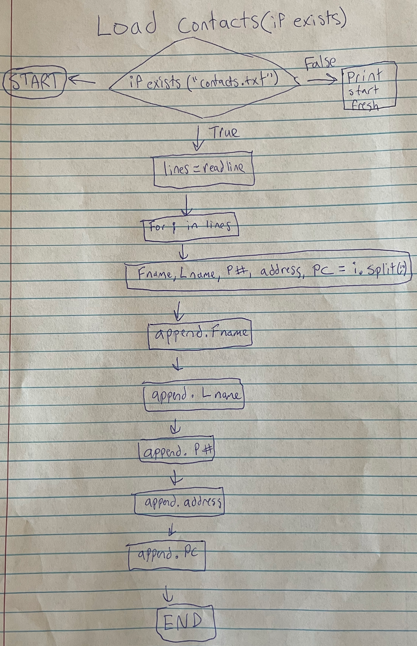 Load Contacts(if exists)
START
if exists ("contacts.txt")
False
Print
start
fresh
True
lines = readline
For i in lines
Fname, Lname, P#, address, PC = i.split(:)
append.Fname
append.Lname
append.P#
append.address
append.PC
END